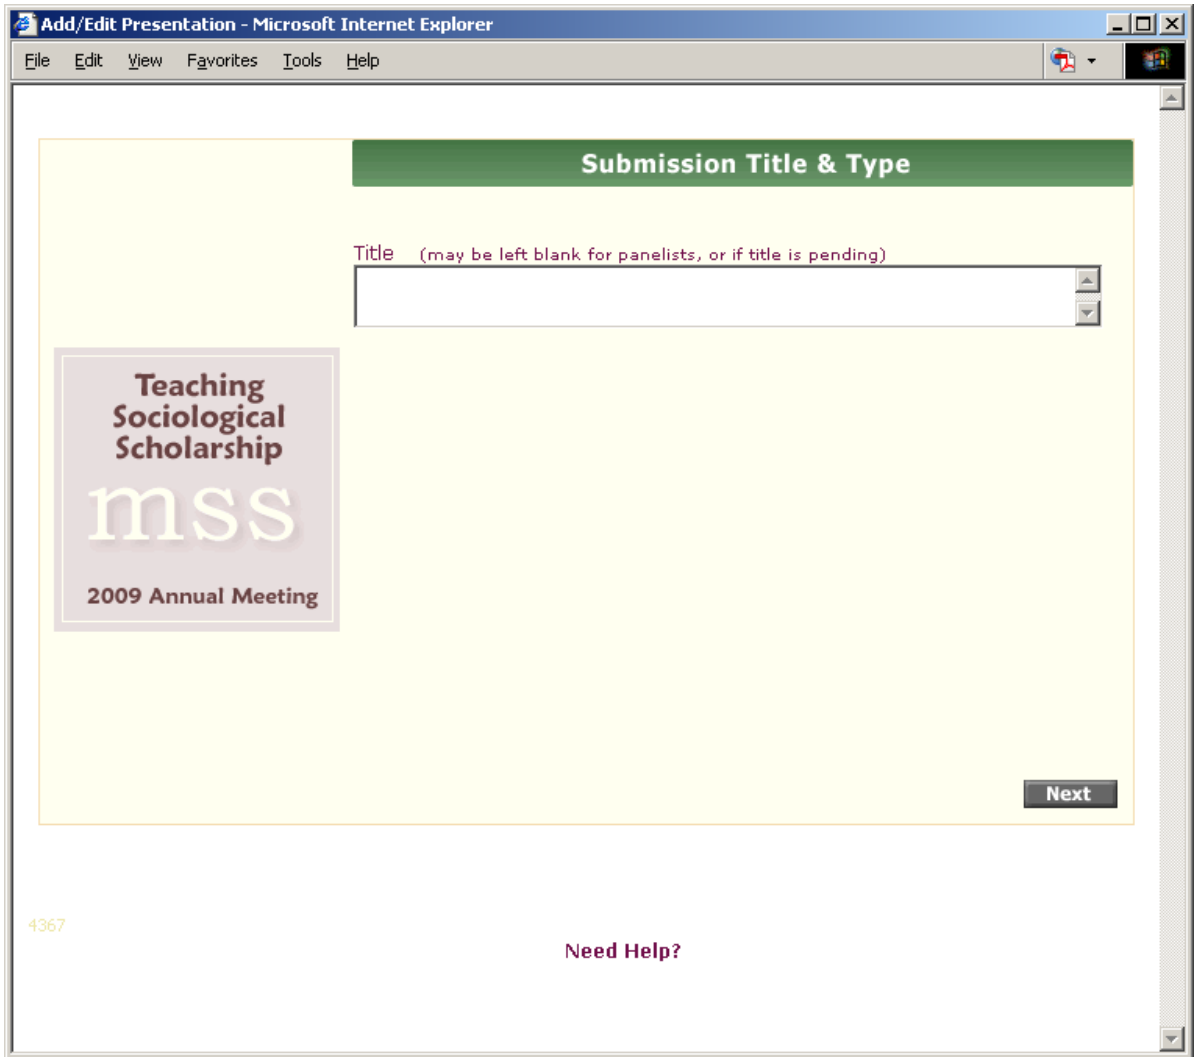 Add/Edit Presentation - Microsoft Internet Explorer
File Edit View Favorites Tools Help
Submission Title & Type
Title (may be left blank for panelists, or if title is pending)
Teaching
Sociological
Scholarship
mss
2009 Annual Meeting
Next
4367
Need Help?